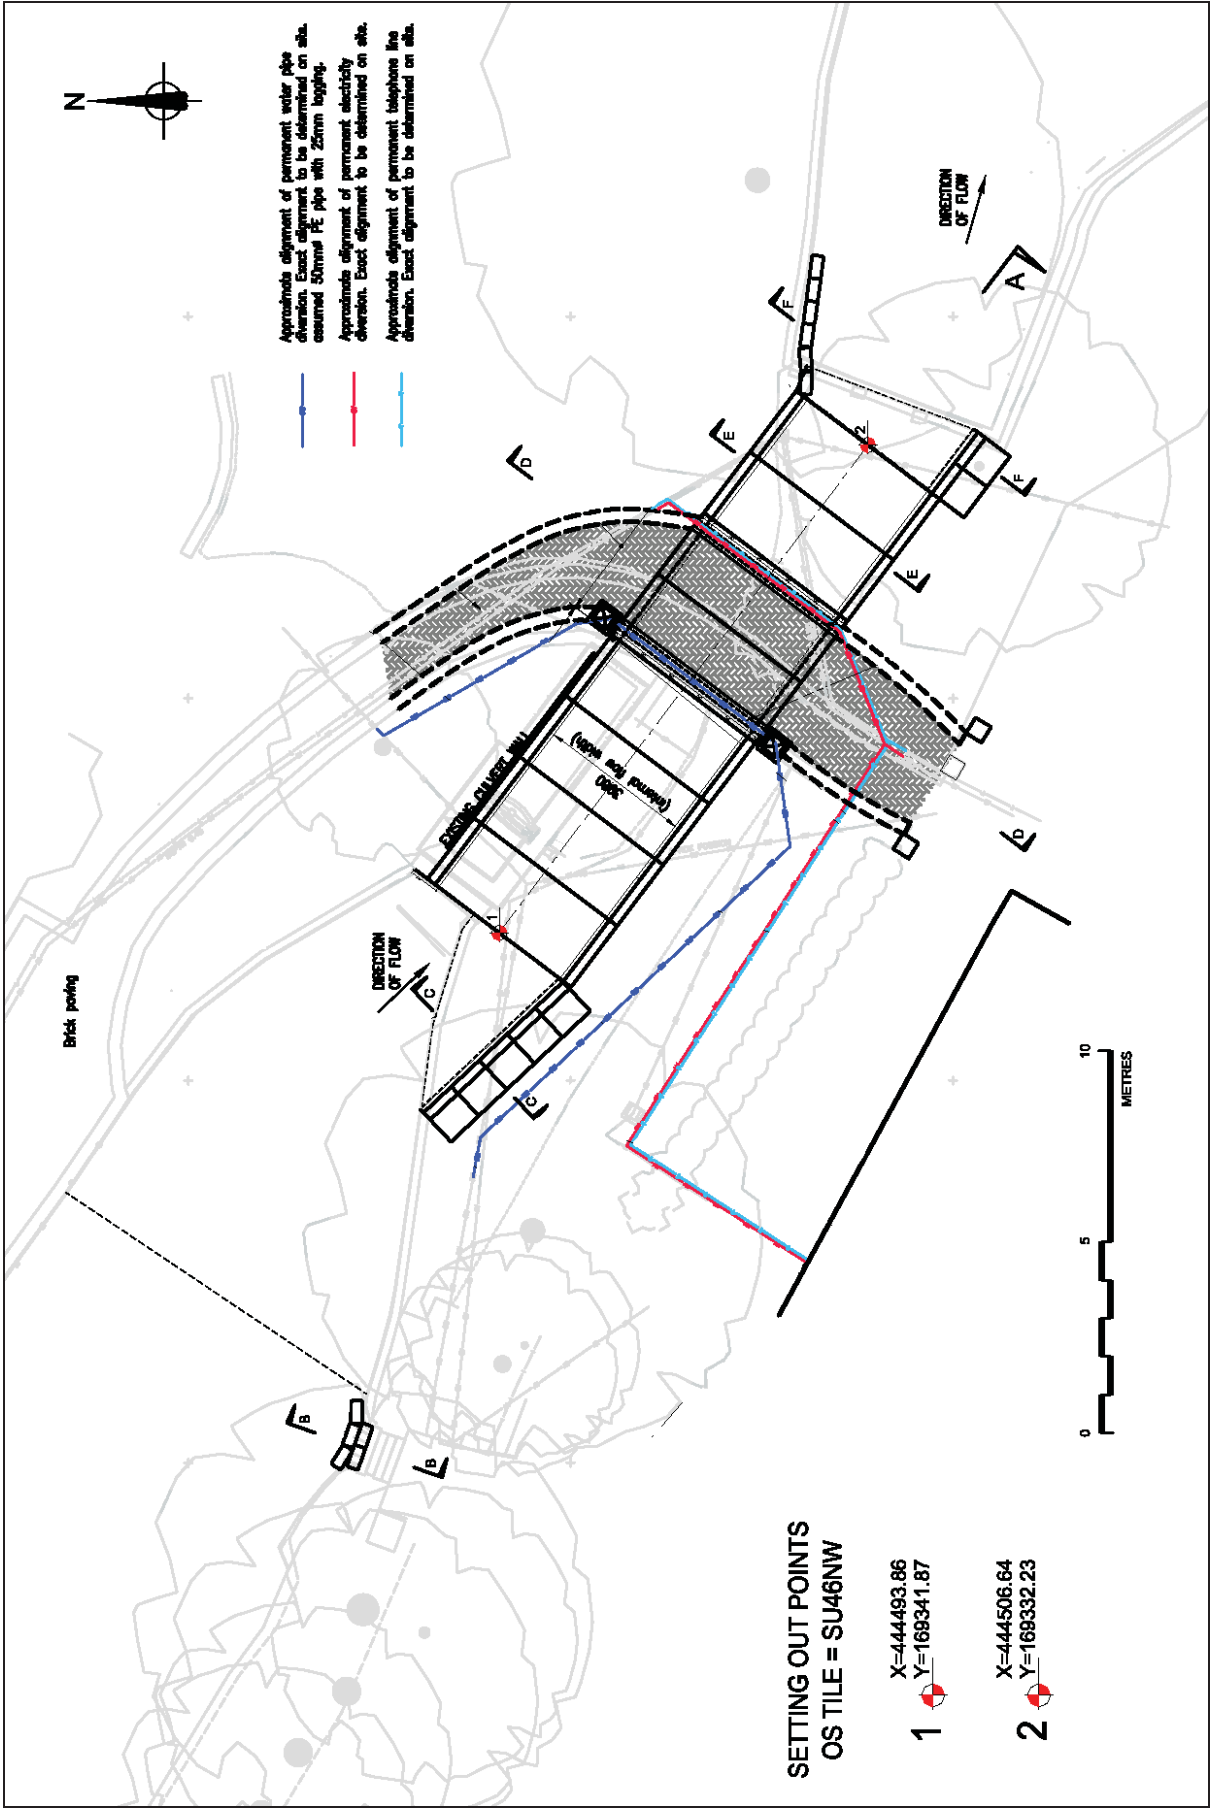 N
Approximate alignment of permanent water pipe
diversion. Exact alignment to be determined on site.
assumed 50mmø PE pipe with 25mm lagging.
Approximate alignment of permanent electricity
diversion. Exact alignment to be determined on site.
Approximate alignment of permanent telephone line
diversion. Exact alignment to be determined on site.
Brick paving
DIRECTION
OF FLOW
DIRECTION
OF FLOW
EXISTING CULVERT WALL
(internal flow width)
1
2
A
B
B
C
C
D
D
E
E
F
F
0
5
10
METRES
SETTING OUT POINTS
OS TILE = SU46NW
1
X=444493.86
Y=169341.87
2
X=444506.64
Y=169332.23